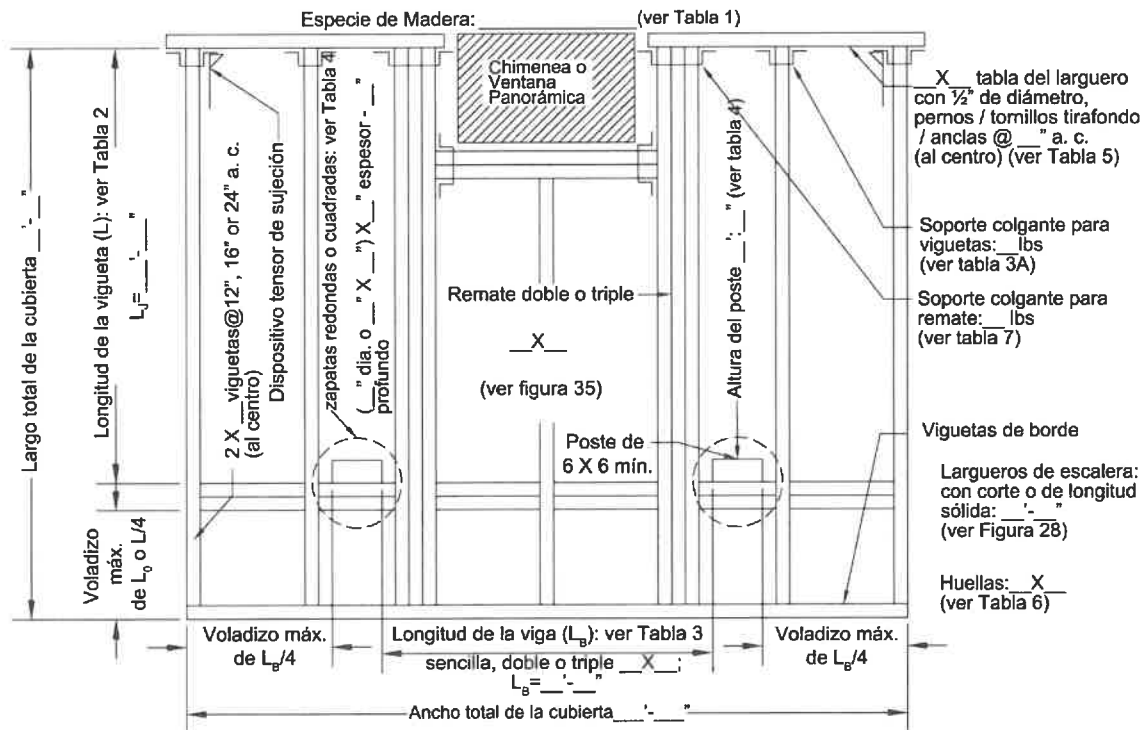 Especie de Madera: ____________ (ver Tabla 1)
Chimenea o
Ventana
Panorámica
__X__ tabla del larguero
con ½" de diámetro,
pernos / tornillos tirafondo
/ anclas @ __" a. c.
(al centro) (ver Tabla 5)
Soporte colgante para
viguetas:__lbs
(ver tabla 3A)
Soporte colgante para
remate:__ lbs
(ver tabla 7)
Viguetas de borde
Largueros de escalera:
con corte o de longitud
sólida: __'-__"
(ver Figura 28)
Huellas:__X__
(ver Tabla 6)
Largo total de la cubierta __'-__"
Longitud de la vigueta (L): ver Tabla 2
LJ=___'-___"
Voladizo
máx.
de L0 o L/4
2 X __viguetas@12", 16" or 24" a. c.
(al centro)
Dispositivo tensor de sujeción
zapatas redondas o cuadradas: ver Tabla 4
(__" dia. o __" X __") X__" espesor - __"
profundo
Remate doble o triple
__X__
(ver figura 35)
Altura del poste __':__" (ver tabla 4)
Poste de
6 X 6 mín.
Voladizo máx.
de LB/4
Longitud de la viga (LB): ver Tabla 3
sencilla, doble o triple __X__;
LB=__'-__"
Voladizo máx.
de LB/4
Ancho total de la cubierta___'-___"